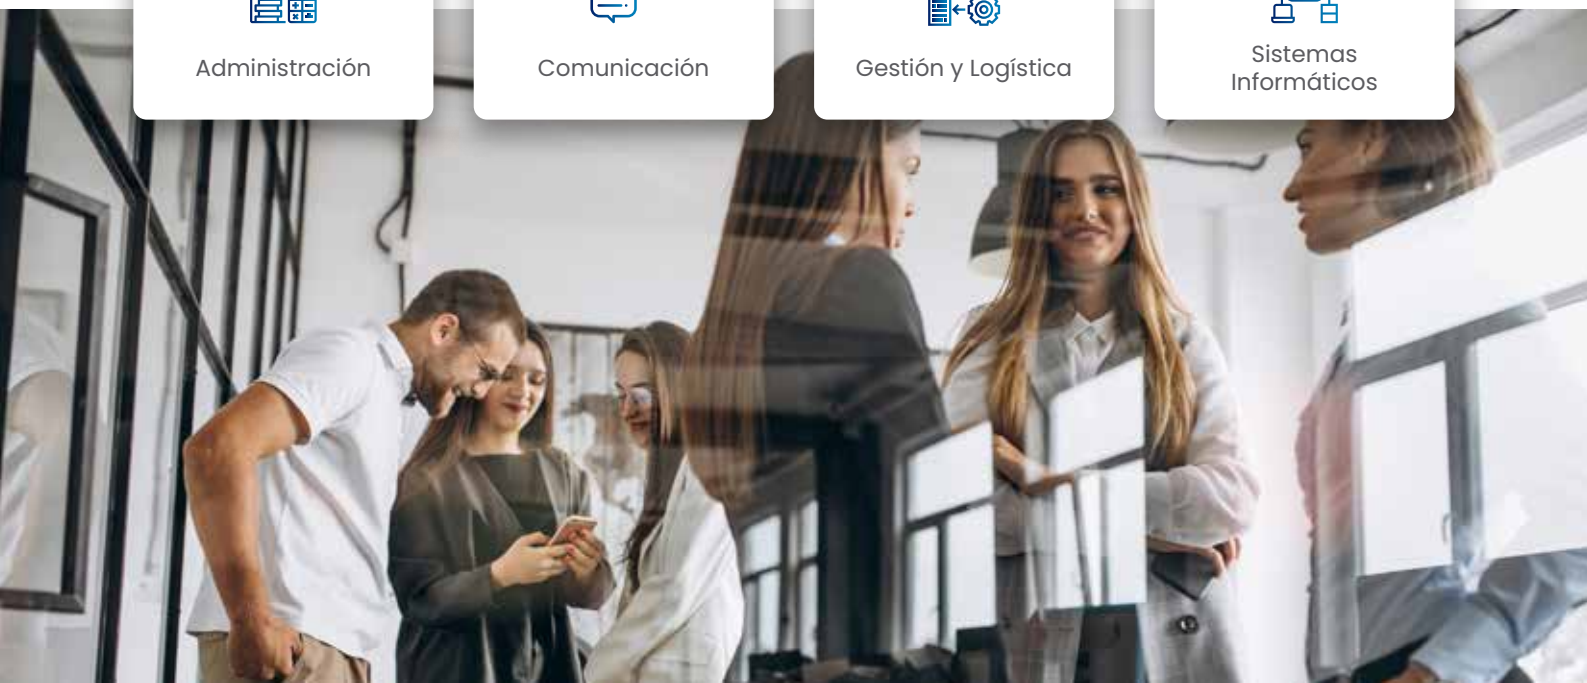 Administración
Comunicación
Gestión y Logística
Sistemas
Informáticos